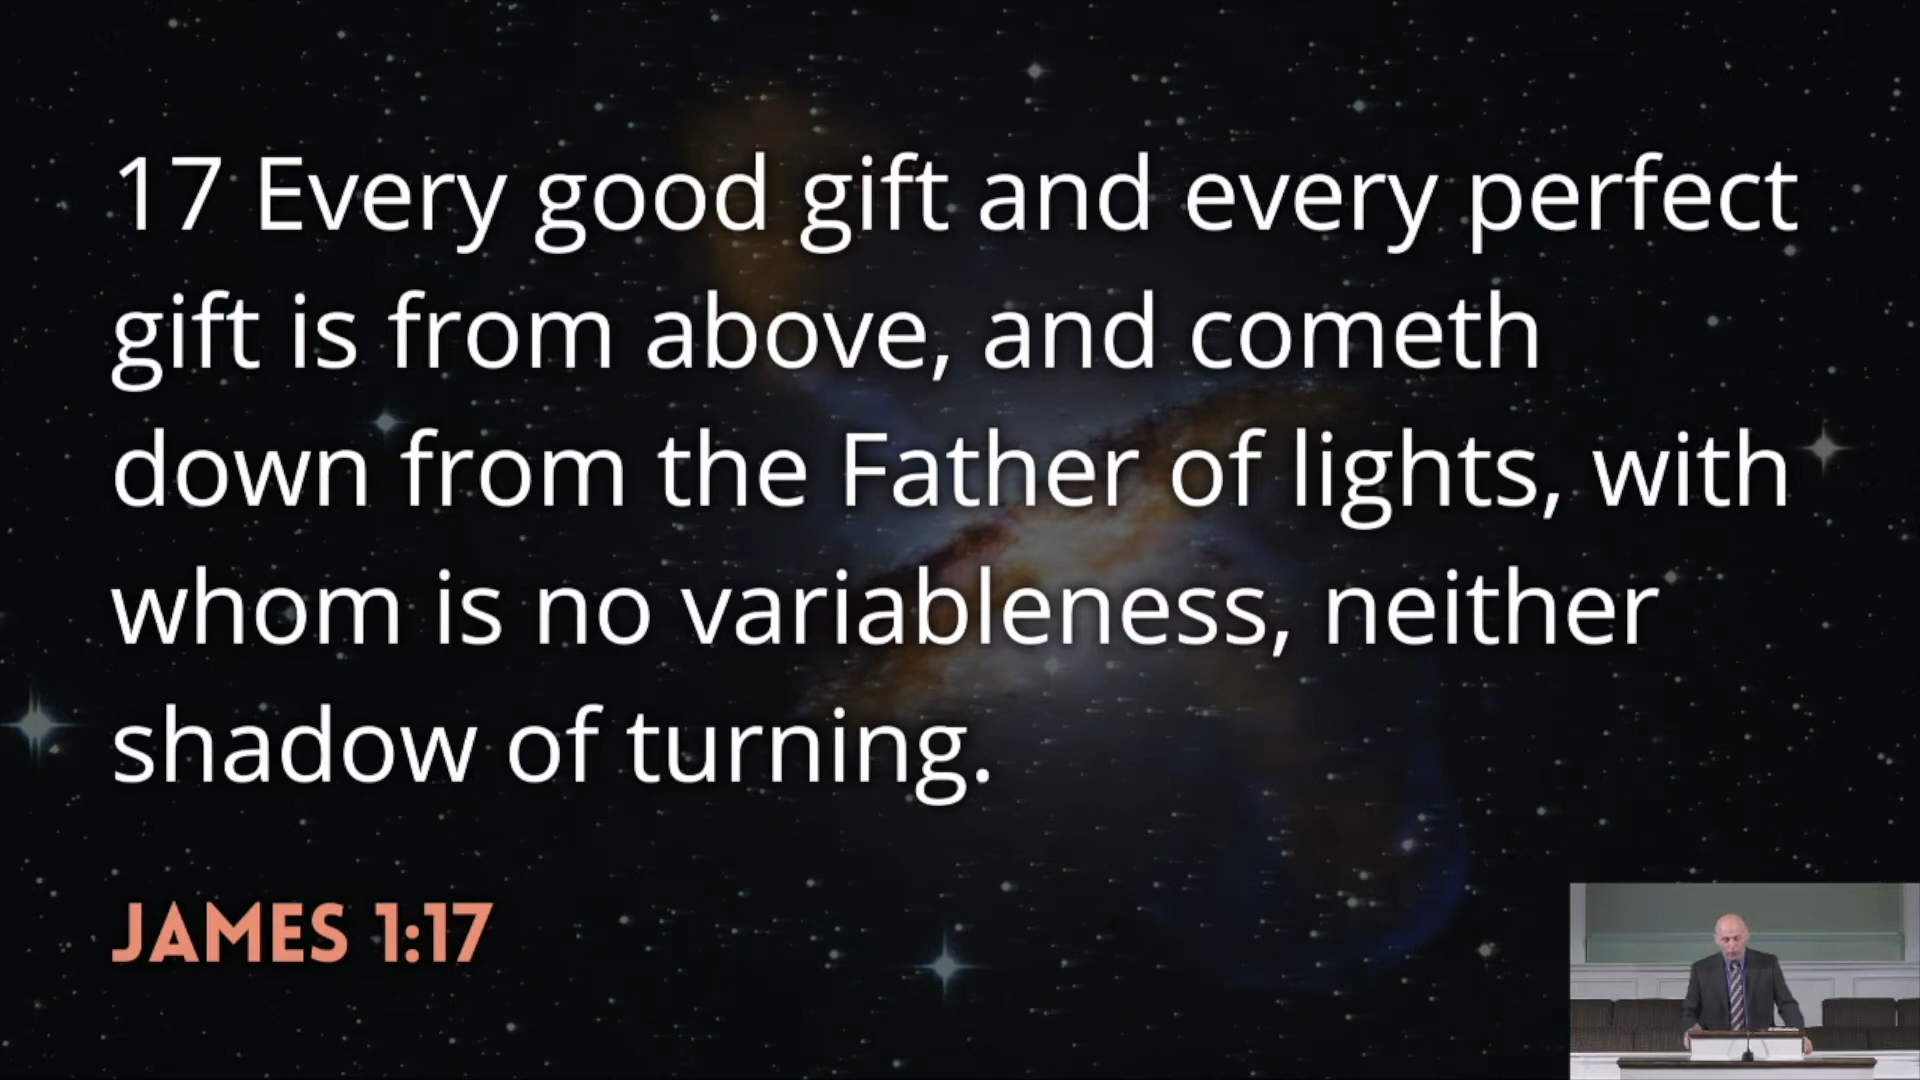 17 Every good gift and every perfect
gift is from above, and cometh
down from the Father of lights, with
whom is no variableness, neither
shadow of turning.
JAMES 1:17